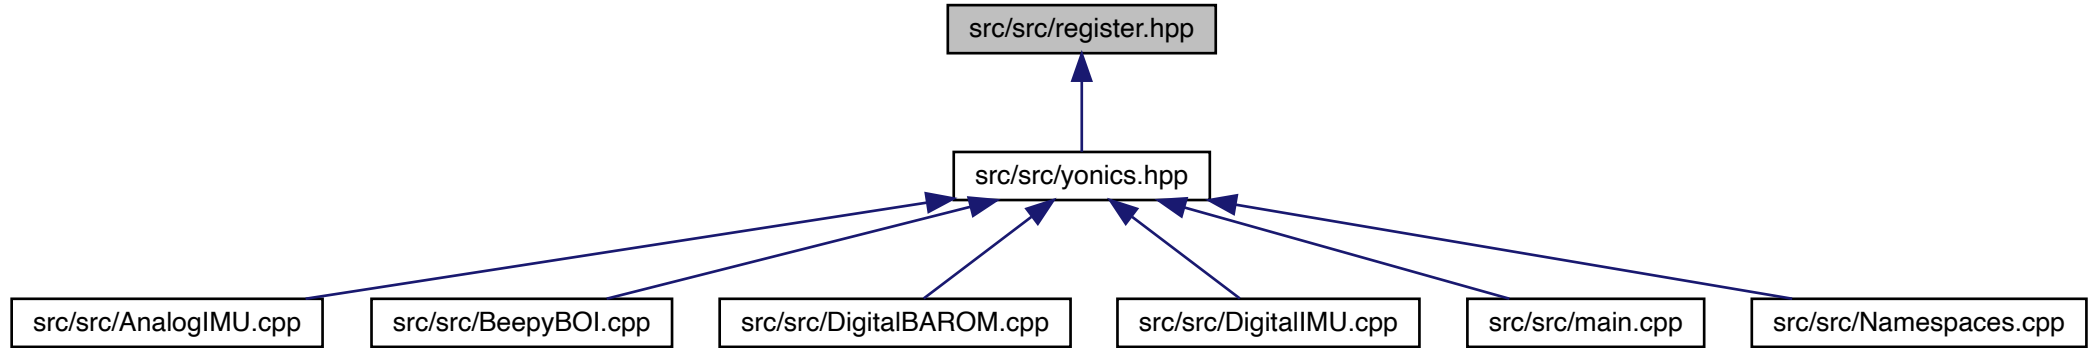 src/src/register.hpp
src/src/yonics.hpp
src/src/AnalogIMU.cpp
src/src/BeepyBOI.cpp
src/src/DigitalBAROM.cpp
src/src/DigitalIMU.cpp
src/src/main.cpp
src/src/Namespaces.cpp